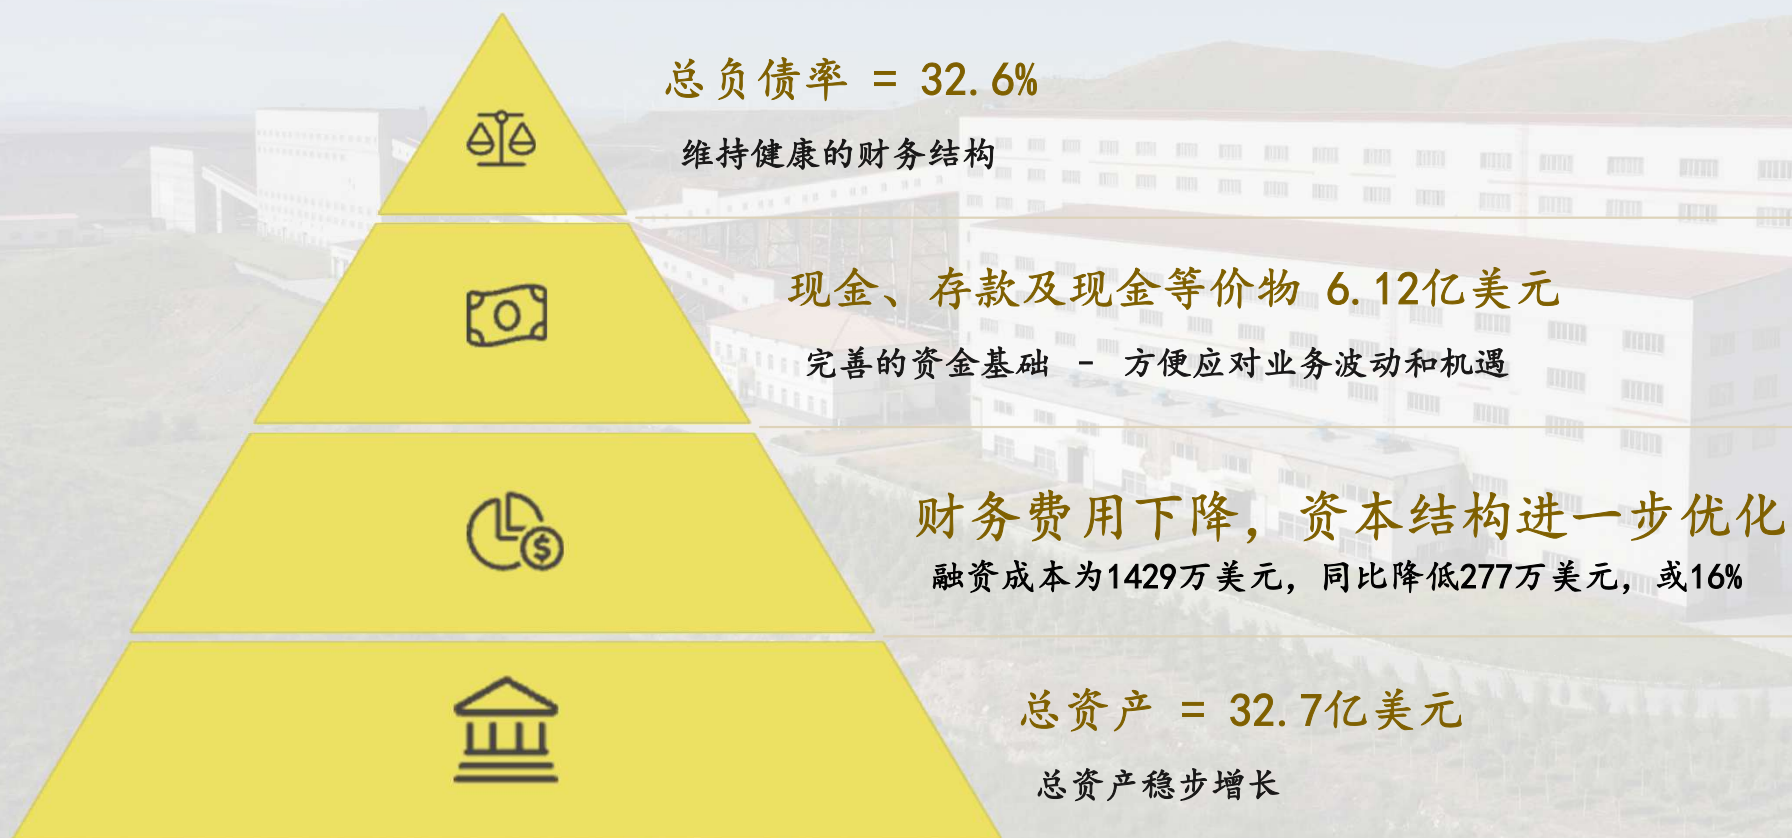 总负债率 = 32.6%
维持健康的财务结构
现金、存款及现金等价物 6.12亿美元
完善的资金基础 - 方便应对业务波动和机遇
财务费用下降，资本结构进一步优化
融资成本为1429万美元，同比降低277万美元，或16%
总资产 = 32.7亿美元
总资产稳步增长